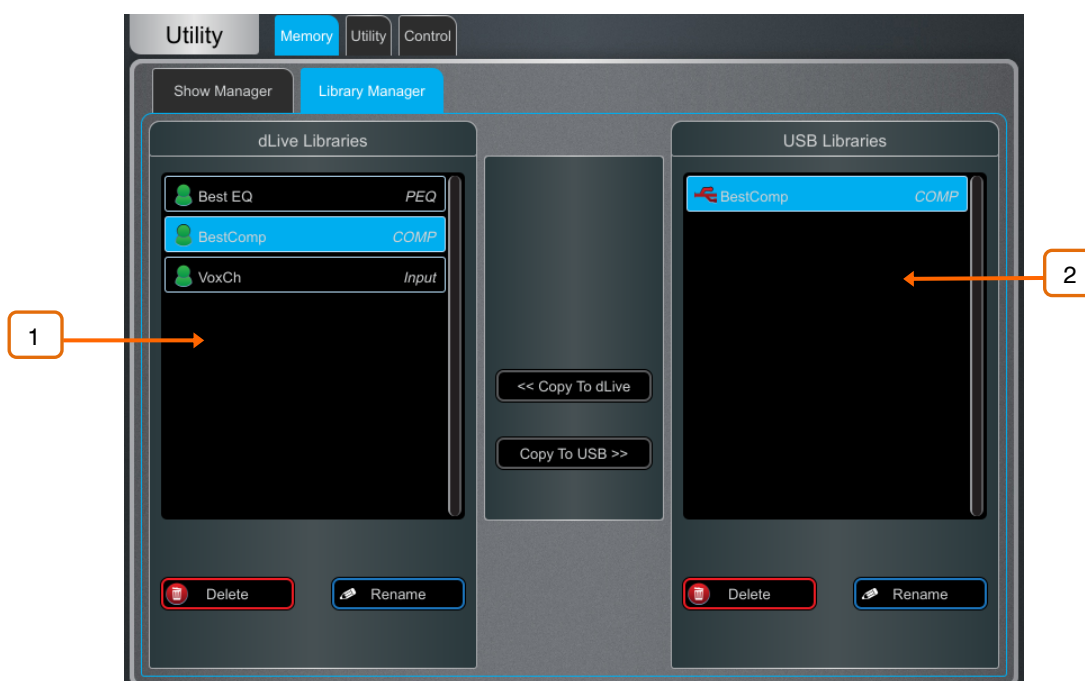 Utility Memory Utility Control
Show Manager Library Manager
dLive Libraries USB Libraries
Best EQ PEQ BestComp COMP
BestComp COMP
VoxCh Input
2
1
<< Copy To dLive
Copy To USB >>
Delete Rename Delete Rename